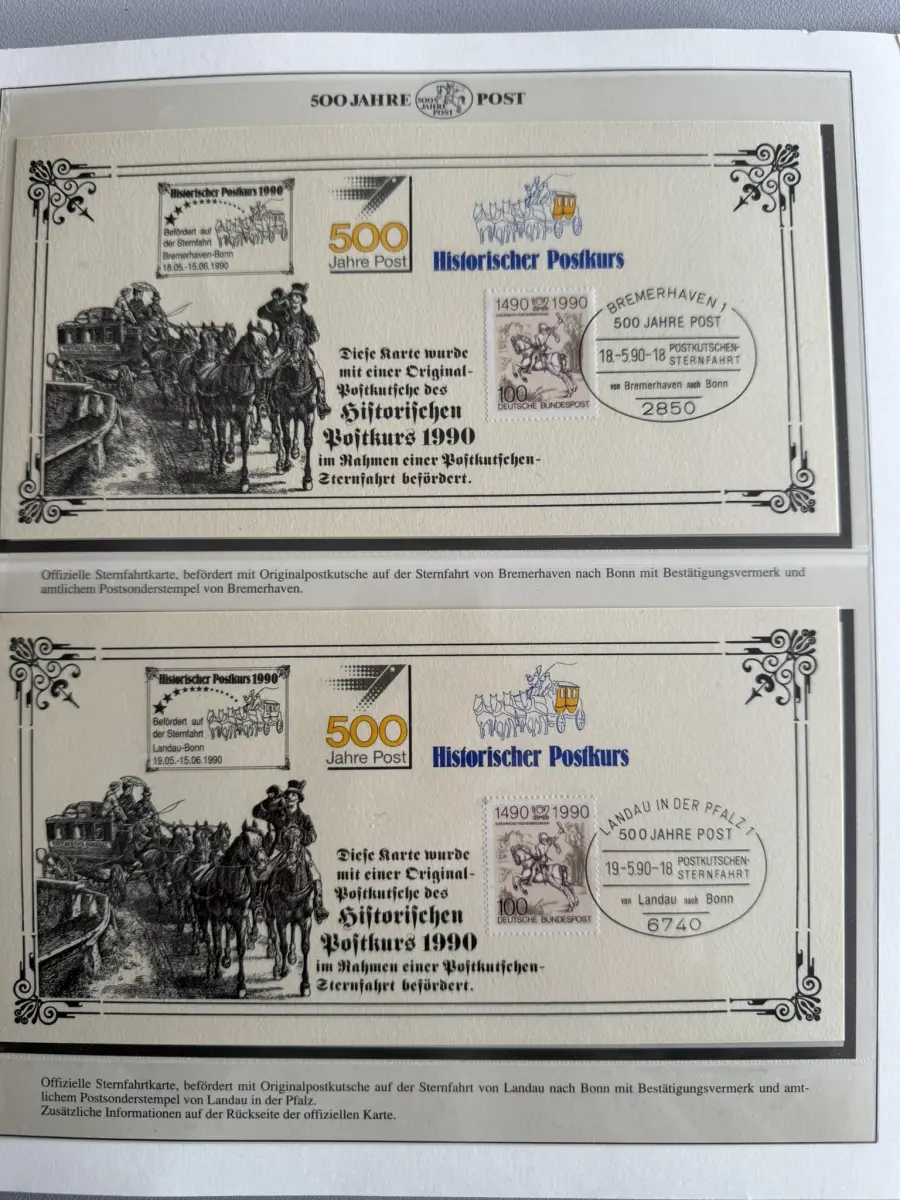 500 JAHRE 500 JAHRE POST POST
Historischer Postkurs 1990
Befördert auf
der Sternfahrt
Bremerhaven-Bonn
18.05.-15.06.1990
500
Jahre Post
Historischer Postkurs
1490 1990
100
DEUTSCHE BUNDESPOST
BREMERHAVEN 1
500 JAHRE POST
18.-5.90-18 POSTKUTSCHEN-
STERNFAHRT
von Bremerhaven nach Bonn
2850
Diese Karte wurde
mit einer Original-
Postkutsche des
Historischen
Postkurs 1990
im Rahmen einer Postkutschen-
Sternfahrt befördert.
Offizielle Sternfahrtkarte, befördert mit Originalpostkutsche auf der Sternfahrt von Bremerhaven nach Bonn mit Bestätigungsvermerk und
amtlichem Postsonderstempel von Bremerhaven.
Historischer Postkurs 1990
Befördert auf
der Sternfahrt
Landau-Bonn
19.05.-15.06.1990
500
Jahre Post
Historischer Postkurs
1490 1990
100
DEUTSCHE BUNDESPOST
LANDAU IN DER PFALZ 1
500 JAHRE POST
19.-5.90-18 POSTKUTSCHEN-
STERNFAHRT
von Landau nach Bonn
6740
Diese Karte wurde
mit einer Original-
Postkutsche des
Historischen
Postkurs 1990
im Rahmen einer Postkutschen-
Sternfahrt befördert.
Offizielle Sternfahrtkarte, befördert mit Originalpostkutsche auf der Sternfahrt von Landau nach Bonn mit Bestätigungsvermerk und amt-
lichem Postsonderstempel von Landau in der Pfalz.
Zusätzliche Informationen auf der Rückseite der offiziellen Karte.